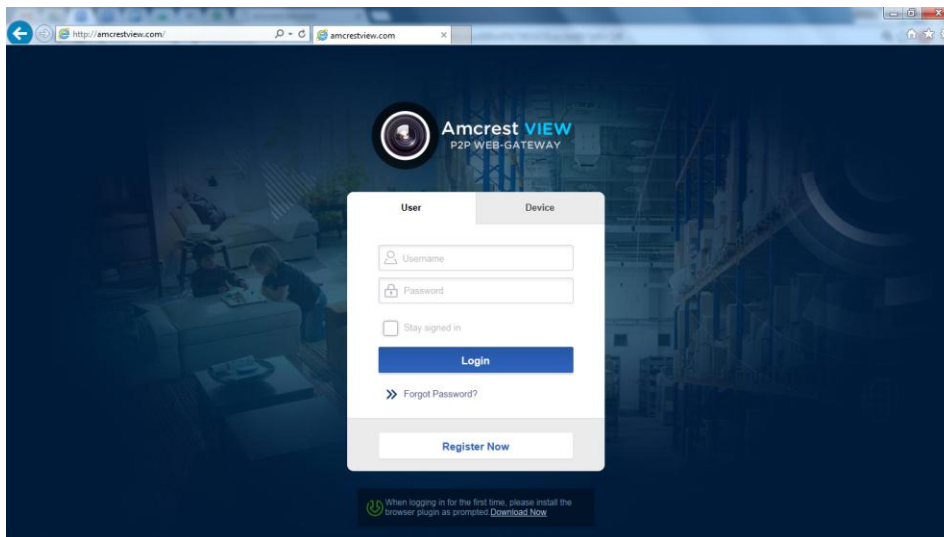 http://amcrestview.com/
amcrestview.com
Amcrest VIEW
P2P WEB-GATEWAY
User Device
Username
Password
Stay signed in
Login
Forgot Password?
Register Now
When logging in for the first time, please install the
browser plugin as prompted Download Now